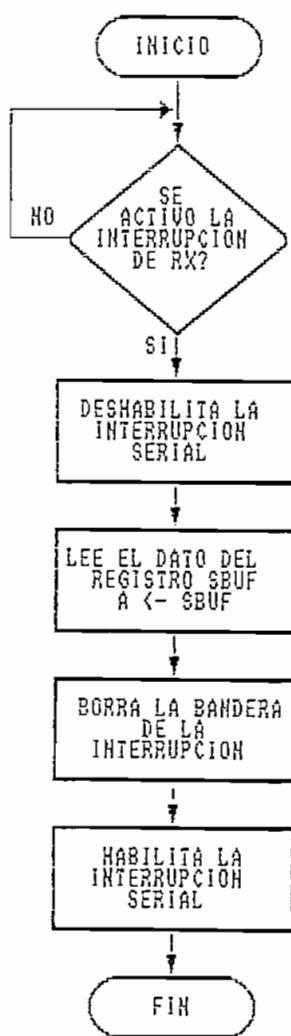 INICIO
SE
ACTIVO LA
INTERRUPCION
DE RX?
NO
SI
DESHABILITA LA
INTERRUPCION
SERIAL
LEE EL DATO DEL
REGISTRO SBUF
A <- SBUF
BORRA LA BANDERA
DE LA
INTERRUPCION
HABILITA LA
INTERRUPCION
SERIAL
FIN